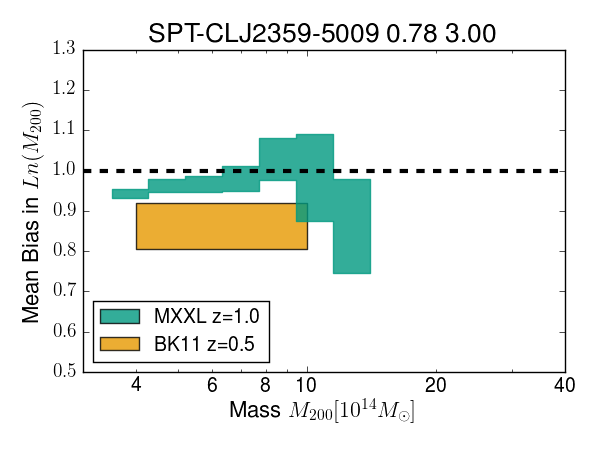 SPT-CLJ2359-5009 0.78 3.00
1.3
1.2
1.1
1.0
0.9
0.8
0.7
0.6
0.5
Mean Bias in Ln(M₂₀₀)
MXXL z=1.0
BK11 z=0.5
4 6 8 10 20 40
Mass M₂₀₀[10¹⁴M☉]